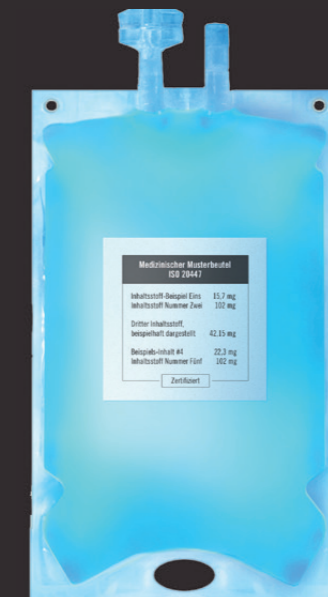 Medizinischer Musterbeutel
ISO 20447
Inhaltsstoff-Beispiel Eins 15,7 mg
Inhaltsstoff Nummer Zwei 102 mg
Dritter Inhaltsstoff,
beispielhaft dargestellt 42,15 mg
Beispiels-Inhalt #4 22,3 mg
Inhaltsstoff Nummer Fünf 162 mg
Zertifiziert